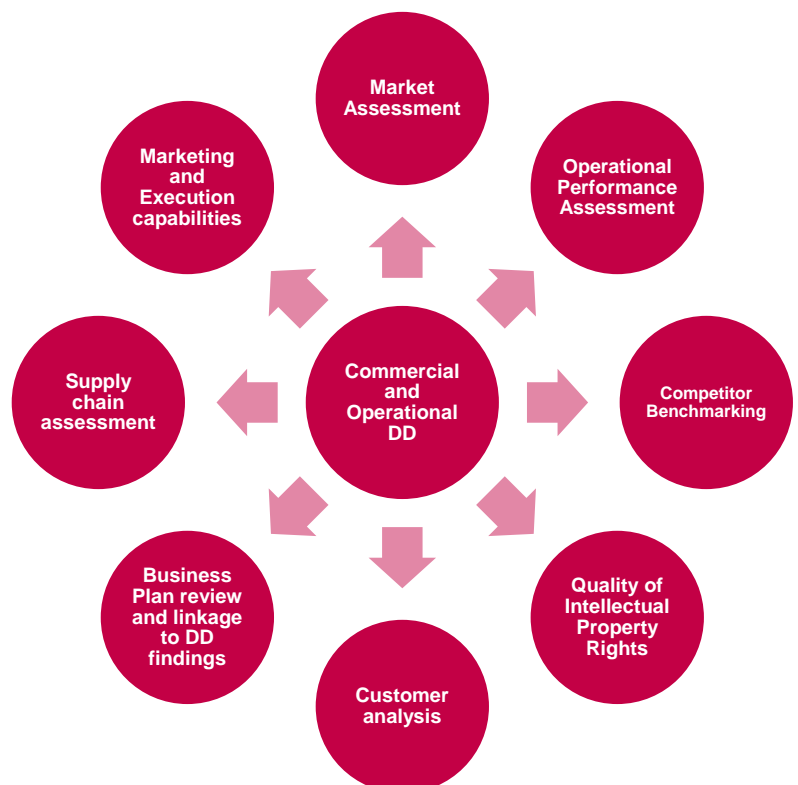 Market
Assessment
Operational
Performance
Assessment
Competitor
Benchmarking
Quality of
Intellectual
Property
Rights
Customer
analysis
Business
Plan review
and linkage
to DD
findings
Supply
chain
assessment
Marketing
and
Execution
capabilities
Commercial
and
Operational
DD